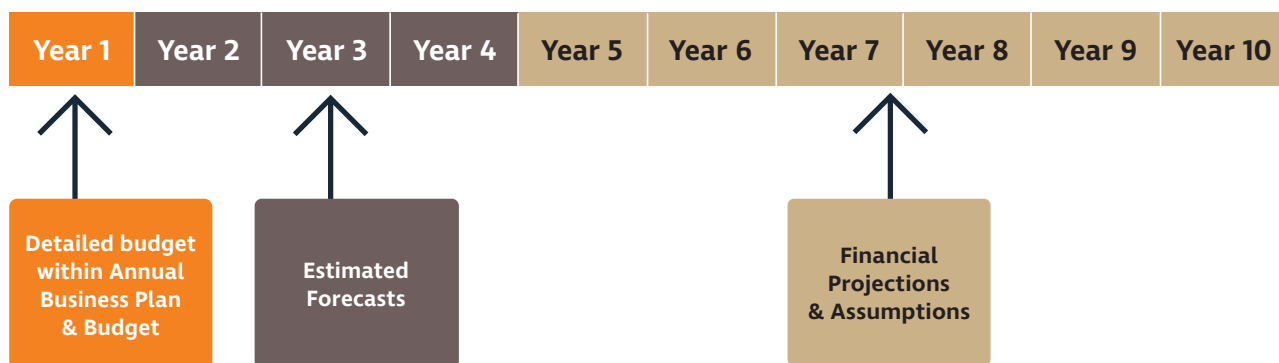 Year 1 Year 2 Year 3 Year 4 Year 5 Year 6 Year 7 Year 8 Year 9 Year 10
Detailed budget
within Annual
Business Plan
& Budget
Estimated
Forecasts
Financial
Projections
& Assumptions